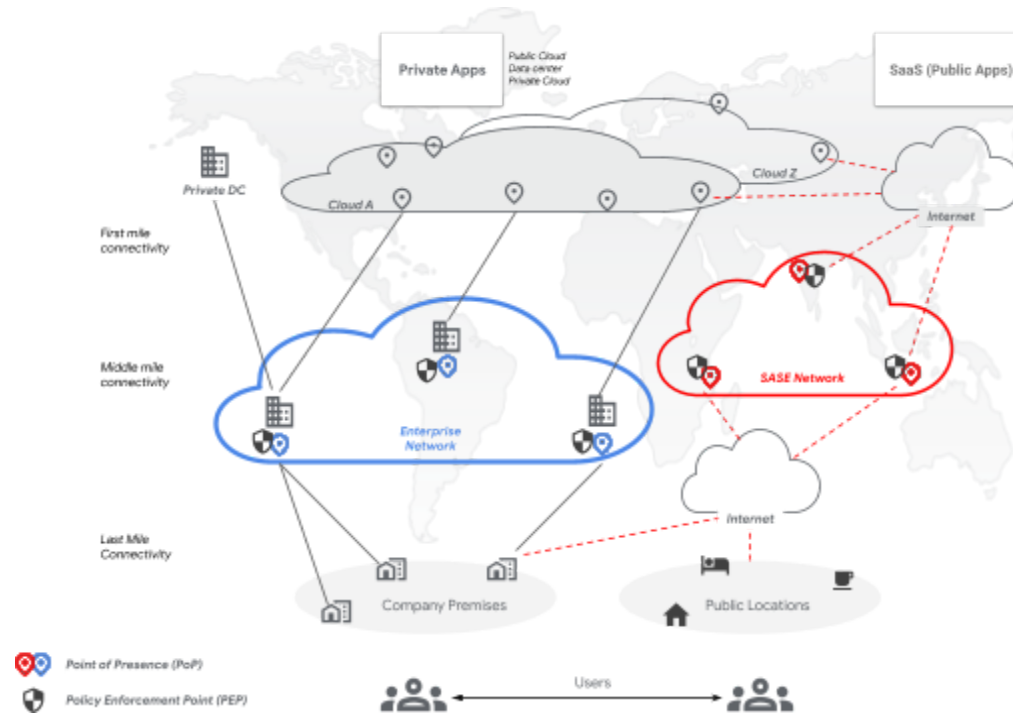 Private Apps
Public Cloud
Data center
Private Cloud
SaaS (Public Apps)
Private DC
Cloud A
Cloud Z
Internet
First mile
connectivity
Middle mile
connectivity
SASE Network
Enterprise
Network
Internet
Last Mile
Connectivity
Company Premises
Public Locations
Point of Presence (PoP)
Policy Enforcement Point (PEP)
Users